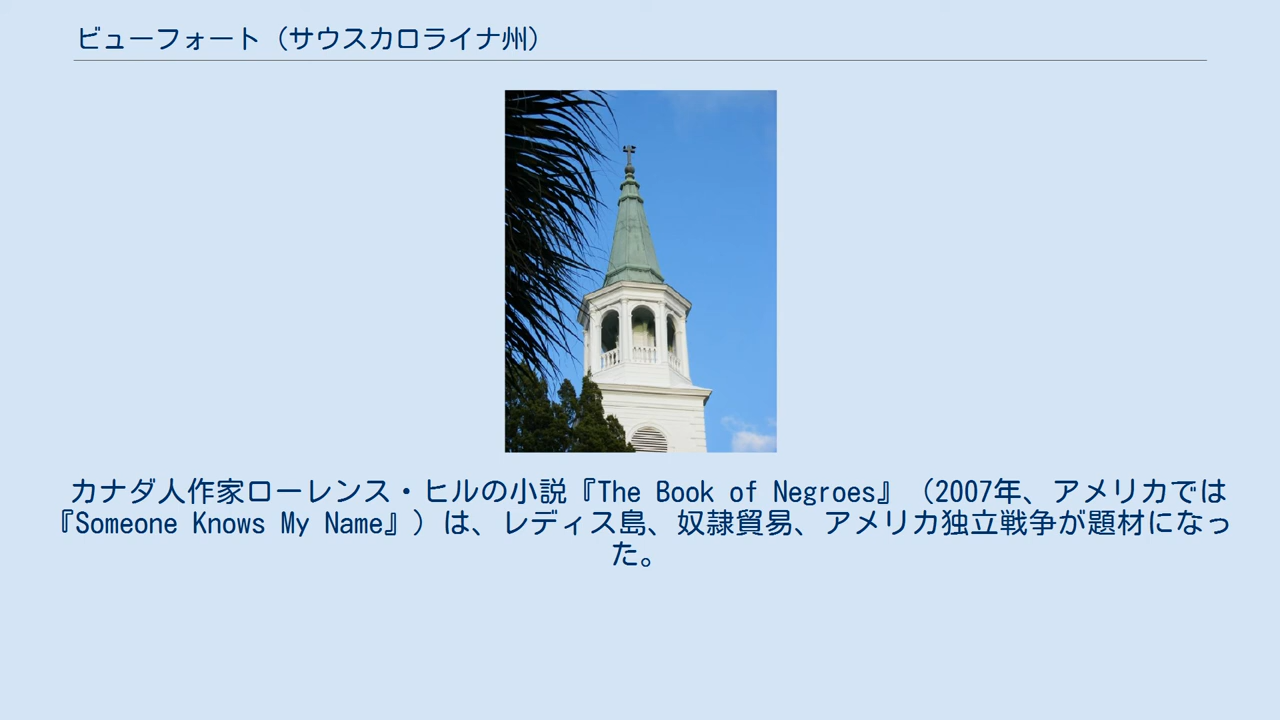 ビューフォート（サウスカロライナ州）
カナダ人作家ローレンス・ヒルの小説『The Book of Negroes』（2007年、アメリカでは
『Someone Knows My Name』）は、レディス島、奴隷貿易、アメリカ独立戦争が題材になっ
た。